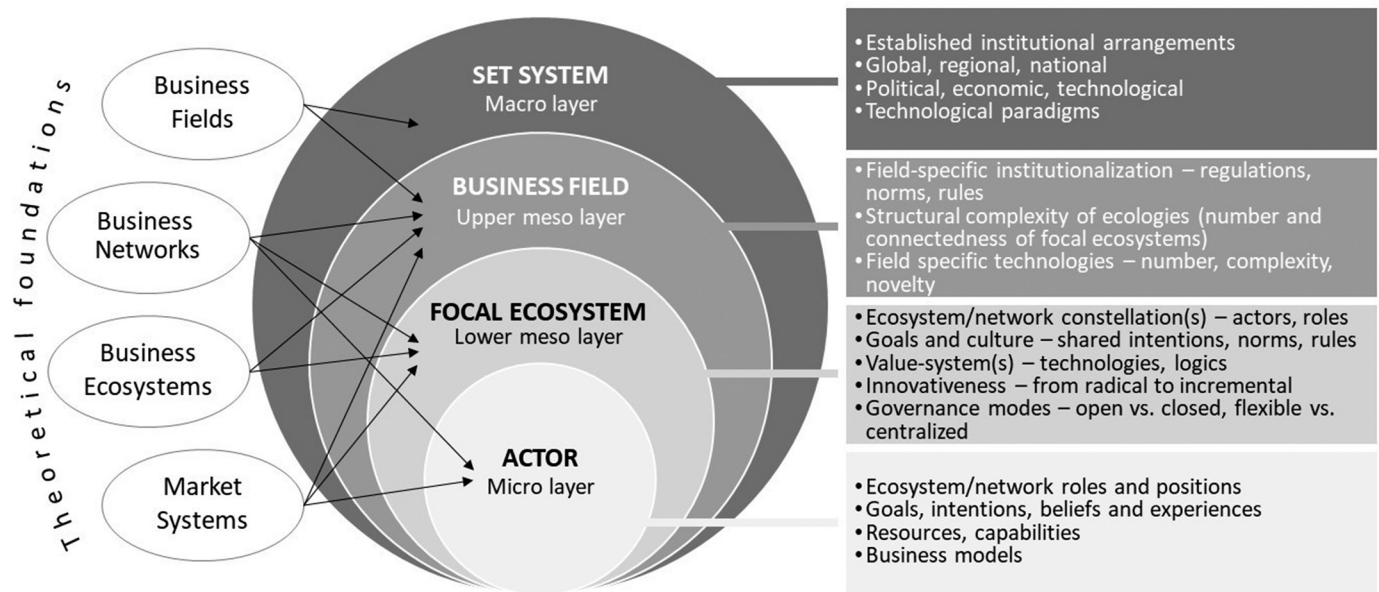 Theoretical foundations
Business
Fields
Business
Networks
Business
Ecosystems
Market
Systems
SET SYSTEM
Macro layer
BUSINESS FIELD
Upper meso layer
FOCAL ECOSYSTEM
Lower meso layer
ACTOR
Micro layer
•Established institutional arrangements
•Global, regional, national
•Political, economic, technological
•Technological paradigms
•Field-specific institutionalization – regulations,
norms, rules
•Structural complexity of ecologies (number and
connectedness of focal ecosystems)
•Field specific technologies – number, complexity,
novelty
•Ecosystem/network constellation(s) – actors, roles
•Goals and culture – shared intentions, norms, rules
•Value-system(s) – technologies, logics
•Innovativeness – from radical to incremental
•Governance modes – open vs. closed, flexible vs.
centralized
•Ecosystem/network roles and positions
•Goals, intentions, beliefs and experiences
•Resources, capabilities
•Business models